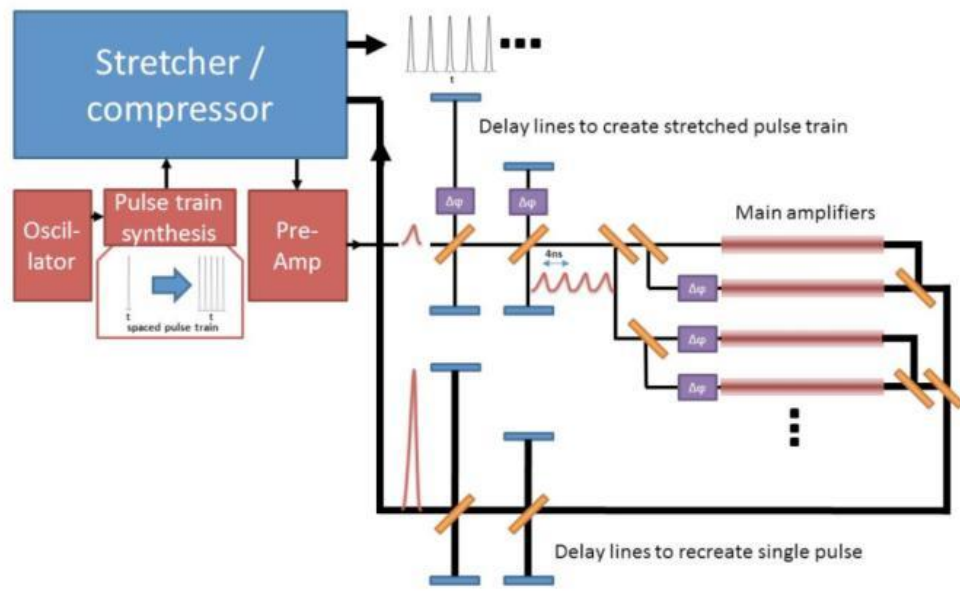 Stretcher /
compressor
t
Delay lines to create stretched pulse train
Oscil-
lator
Pulse train
synthesis
Pre-
Amp
Δφ
Δφ
Main amplifiers
4ns
Δφ
t
t
spaced pulse train
Δφ
Δφ
Delay lines to recreate single pulse